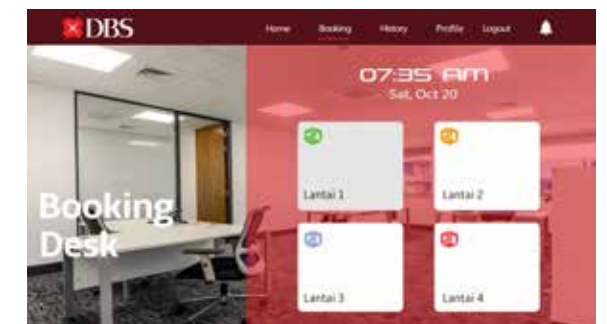 DBS
Home Booking History Profile Logout
07:35 AM
Sat, Oct 20
Booking
Desk
Lantai 1
Lantai 2
Lantai 3
Lantai 4